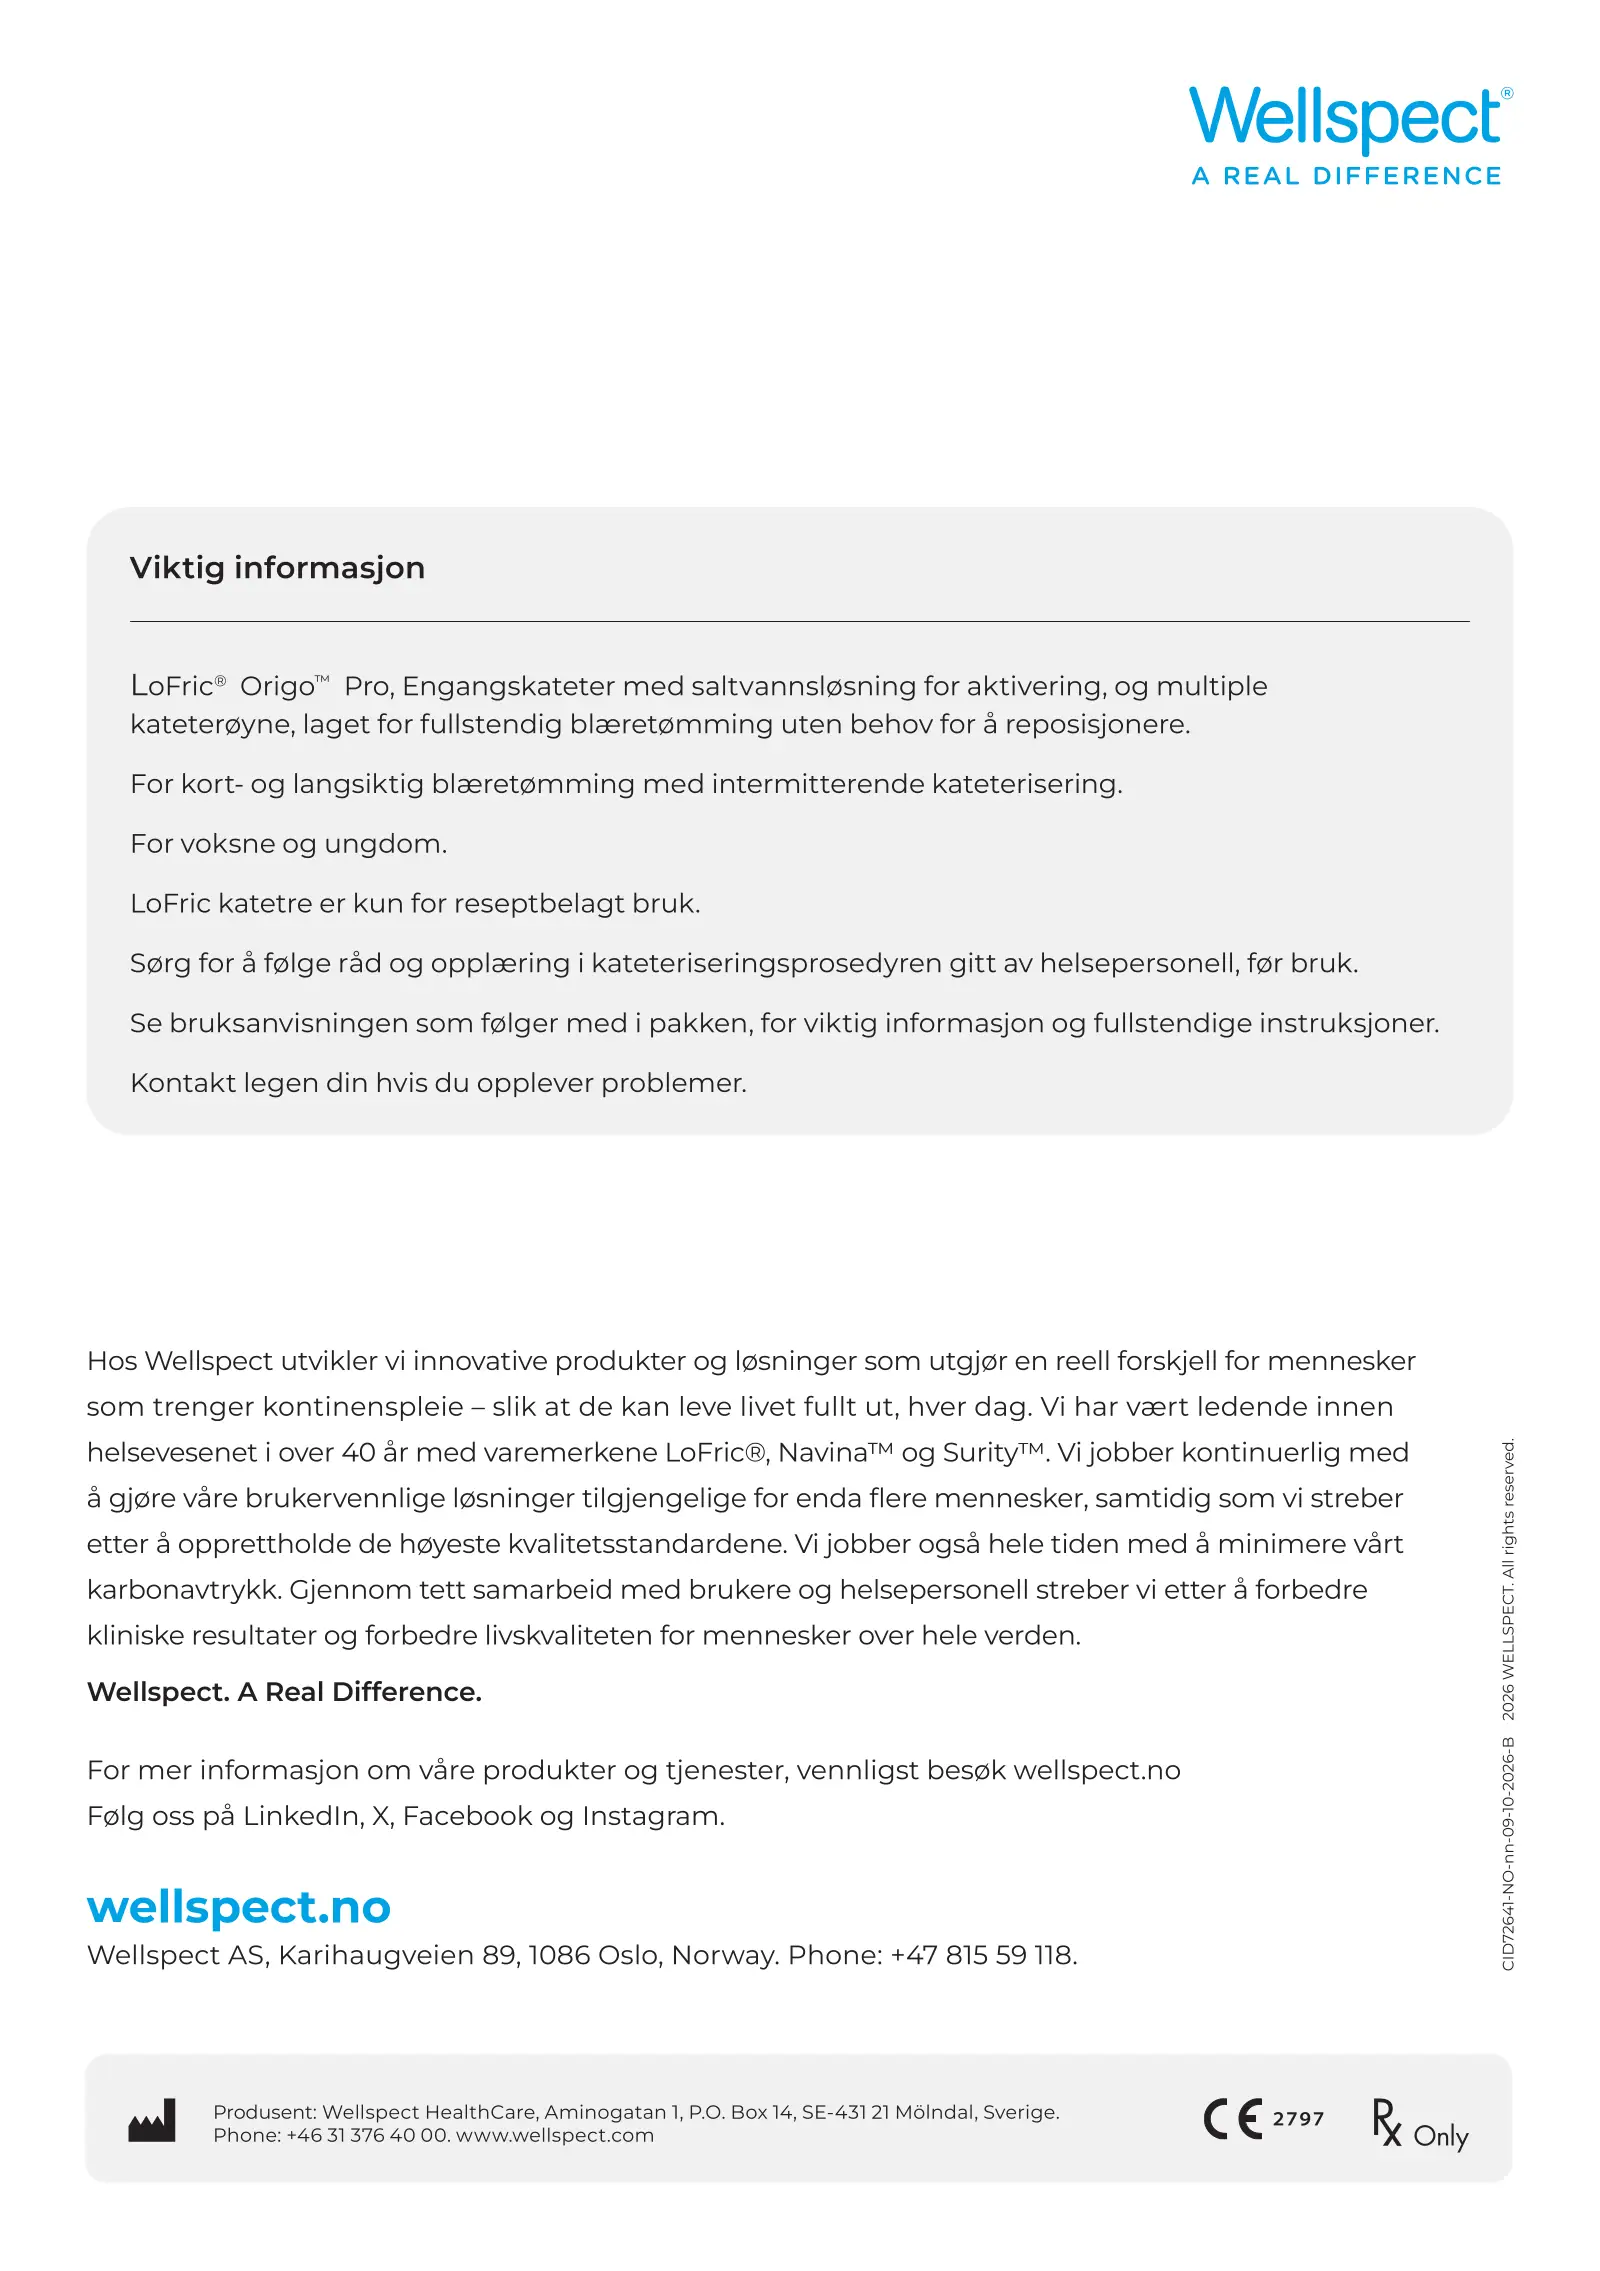 Wellspect®
A REAL DIFFERENCE
Viktig informasjon
LoFric® Origo™ Pro, Engangskateter med saltvannsløsning for aktivering, og multiple
kateterøyne, laget for fullstendig blæretømming uten behov for å reposisjonere.
For kort- og langsiktig blæretømming med intermitterende kateterisering.
For voksne og ungdom.
LoFric katetre er kun for reseptbelagt bruk.
Sørg for å følge råd og opplæring i kateteriseringsprosedyren gitt av helsepersonell, før bruk.
Se bruksanvisningen som følger med i pakken, for viktig informasjon og fullstendige instruksjoner.
Kontakt legen din hvis du opplever problemer.
Hos Wellspect utvikler vi innovative produkter og løsninger som utgjør en reell forskjell for mennesker
som trenger kontinenspleie – slik at de kan leve livet fullt ut, hver dag. Vi har vært ledende innen
helsevesenet i over 40 år med varemerkene LoFric®, Navina™ og Surity™. Vi jobber kontinuerlig med
å gjøre våre brukervennlige løsninger tilgjengelige for enda flere mennesker, samtidig som vi streber
etter å opprettholde de høyeste kvalitetsstandardene. Vi jobber også hele tiden med å minimere vårt
karbonavtrykk. Gjennom tett samarbeid med brukere og helsepersonell streber vi etter å forbedre
kliniske resultater og forbedre livskvaliteten for mennesker over hele verden.
Wellspect. A Real Difference.
For mer informasjon om våre produkter og tjenester, vennligst besøk wellspect.no
Følg oss på LinkedIn, X, Facebook og Instagram.
wellspect.no
Wellspect AS, Karihaugveien 89, 1086 Oslo, Norway. Phone: +47 815 59 118.
CID72641-NO-nn-09-10-2026-B 2026 WELLSPECT. All rights reserved.
Produsent: Wellspect HealthCare, Aminogatan 1, P.O. Box 14, SE-431 21 Mölndal, Sverige.
Phone: +46 31 376 40 00. www.wellspect.com
CE 2797
Rx Only